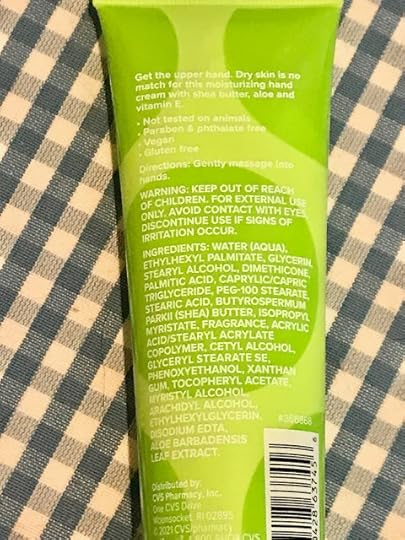 Get the upper hand. Dry skin is no
match for this moisturizing hand
cream with shea butter, aloe and
vitamin E.
• Not tested on animals
• Paraben & phthalate free
• Vegan
• Gluten free
Directions: Gently massage into
hands.
WARNING: KEEP OUT OF REACH
OF CHILDREN. FOR EXTERNAL USE
ONLY. AVOID CONTACT WITH EYES.
DISCONTINUE USE IF SIGNS OF
IRRITATION OCCUR.
INGREDIENTS: WATER (AQUA),
ETHYLHEXYL PALMITATE, GLYCERIN,
STEARYL ALCOHOL, DIMETHICONE,
PALMITIC ACID, CAPRYLIC/CAPRIC
TRIGLYCERIDE, PEG-100 STEARATE,
STEARIC ACID, BUTYROSPERMUM
PARKII (SHEA) BUTTER, ISOPROPYL
MYRISTATE, FRAGRANCE, ACRYLIC
ACID/STEARYL ACRYLATE
COPOLYMER, CETYL ALCOHOL,
GLYCERYL STEARATE SE,
PHENOXYETHANOL, XANTHAN
GUM, TOCOPHERYL ACETATE,
MYRISTYL ALCOHOL,
ARACHIDYL ALCOHOL,
ETHYLHEXYLGLYCERIN,
DISODIUM EDTA,
ALOE BARBADENSIS
LEAF EXTRACT.
Distributed by:
CVS Pharmacy, Inc.
One CVS Drive
Woonsocket, RI 02895
© 2021 CVS/pharmacy